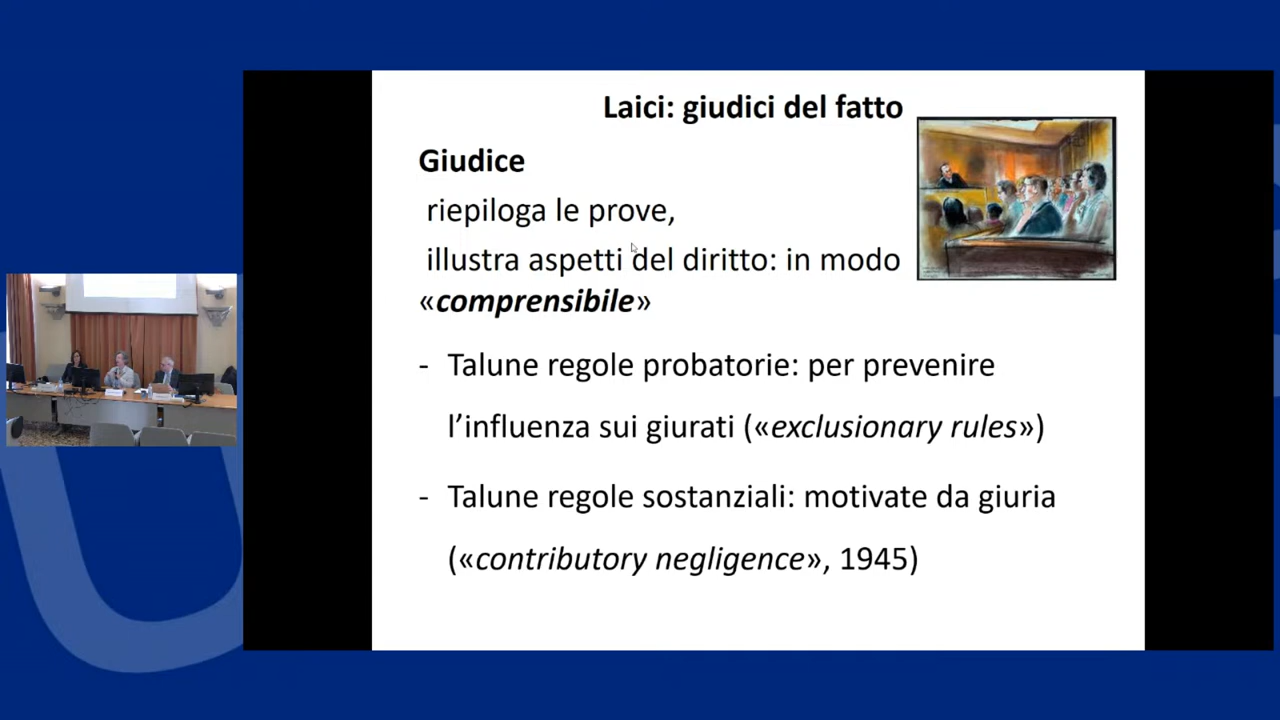 Laici: giudici del fatto
Giudice
riepiloga le prove,
illustra aspetti del diritto: in modo
«comprensibile»
- Talune regole probatorie: per prevenire
l’influenza sui giurati («exclusionary rules»)
- Talune regole sostanziali: motivate da giuria
(«contributory negligence», 1945)